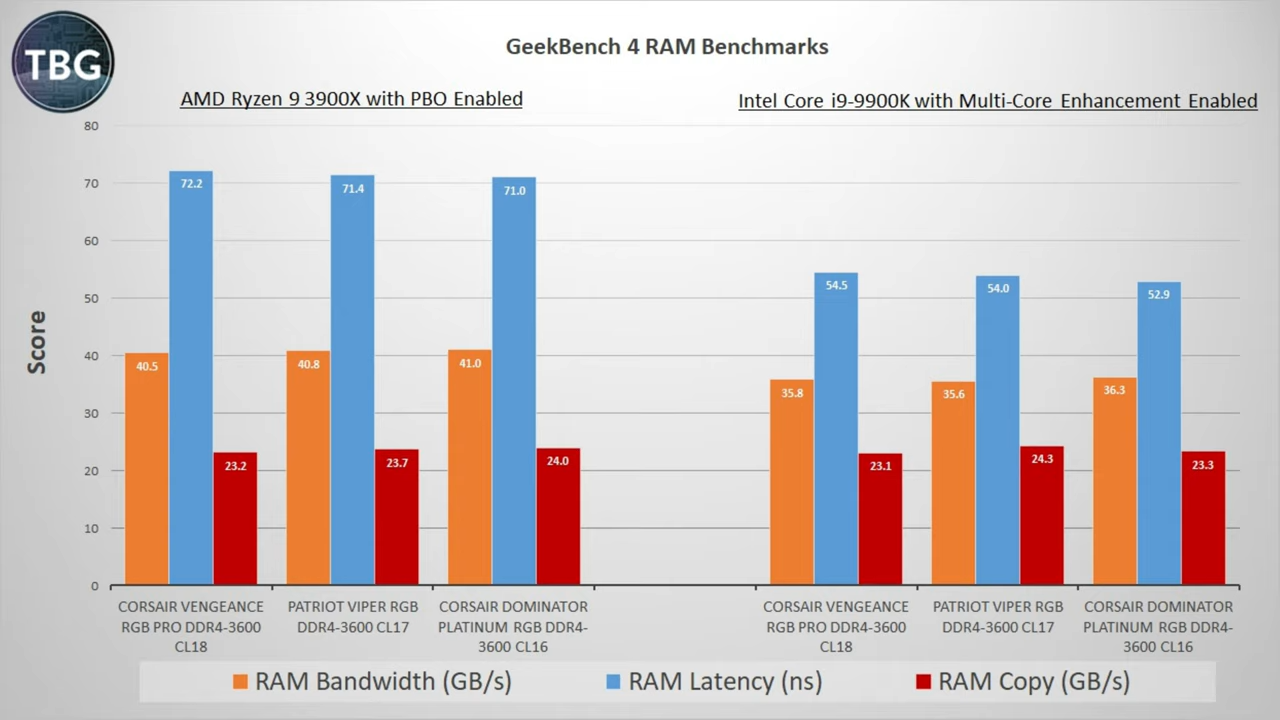 TBG
GeekBench 4 RAM Benchmarks
AMD Ryzen 9 3900X with PBO Enabled
Intel Core i9-9900K with Multi-Core Enhancement Enabled
Score
80
70
60
50
40
30
20
10
0
40.5
72.2
23.2
40.8
71.4
23.7
41.0
71.0
24.0
35.8
54.5
23.1
35.6
54.0
24.3
36.3
52.9
23.3
CORSAIR VENGEANCE
RGB PRO DDR4-3600
CL18
PATRIOT VIPER RGB
DDR4-3600 CL17
CORSAIR DOMINATOR
PLATINUM RGB DDR4-
3600 CL16
CORSAIR VENGEANCE
RGB PRO DDR4-3600
CL18
PATRIOT VIPER RGB
DDR4-3600 CL17
CORSAIR DOMINATOR
PLATINUM RGB DDR4-
3600 CL16
RAM Bandwidth (GB/s)
RAM Latency (ns)
RAM Copy (GB/s)